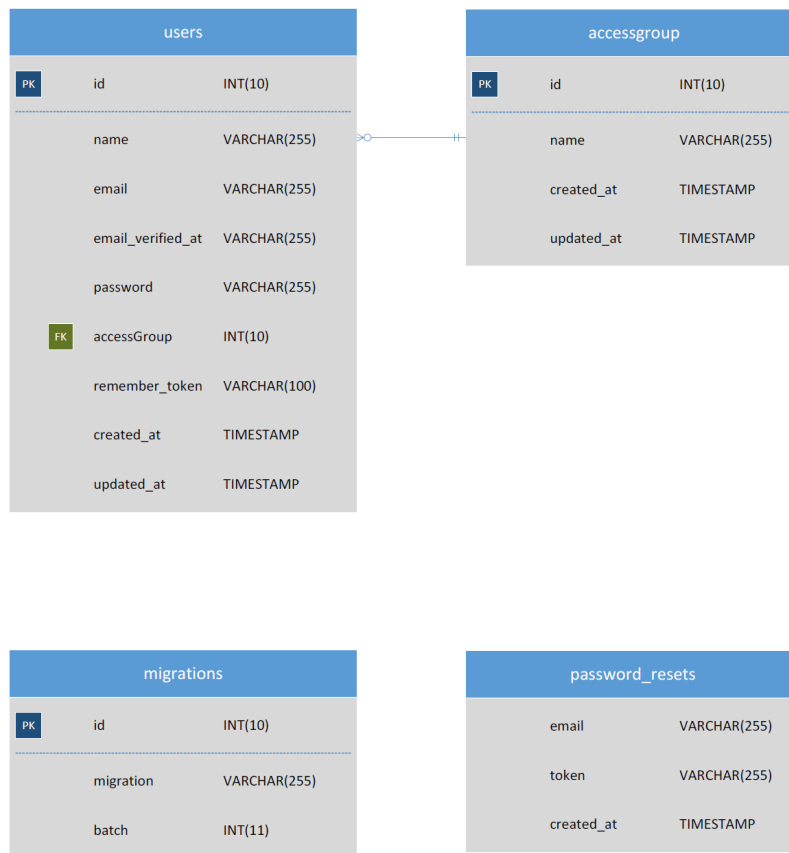 users
PK id INT(10)
name VARCHAR(255)
email VARCHAR(255)
email_verified_at VARCHAR(255)
password VARCHAR(255)
FK accessGroup INT(10)
remember_token VARCHAR(100)
created_at TIMESTAMP
updated_at TIMESTAMP
accessgroup
PK id INT(10)
name VARCHAR(255)
created_at TIMESTAMP
updated_at TIMESTAMP
migrations
PK id INT(10)
migration VARCHAR(255)
batch INT(11)
password_resets
email VARCHAR(255)
token VARCHAR(255)
created_at TIMESTAMP